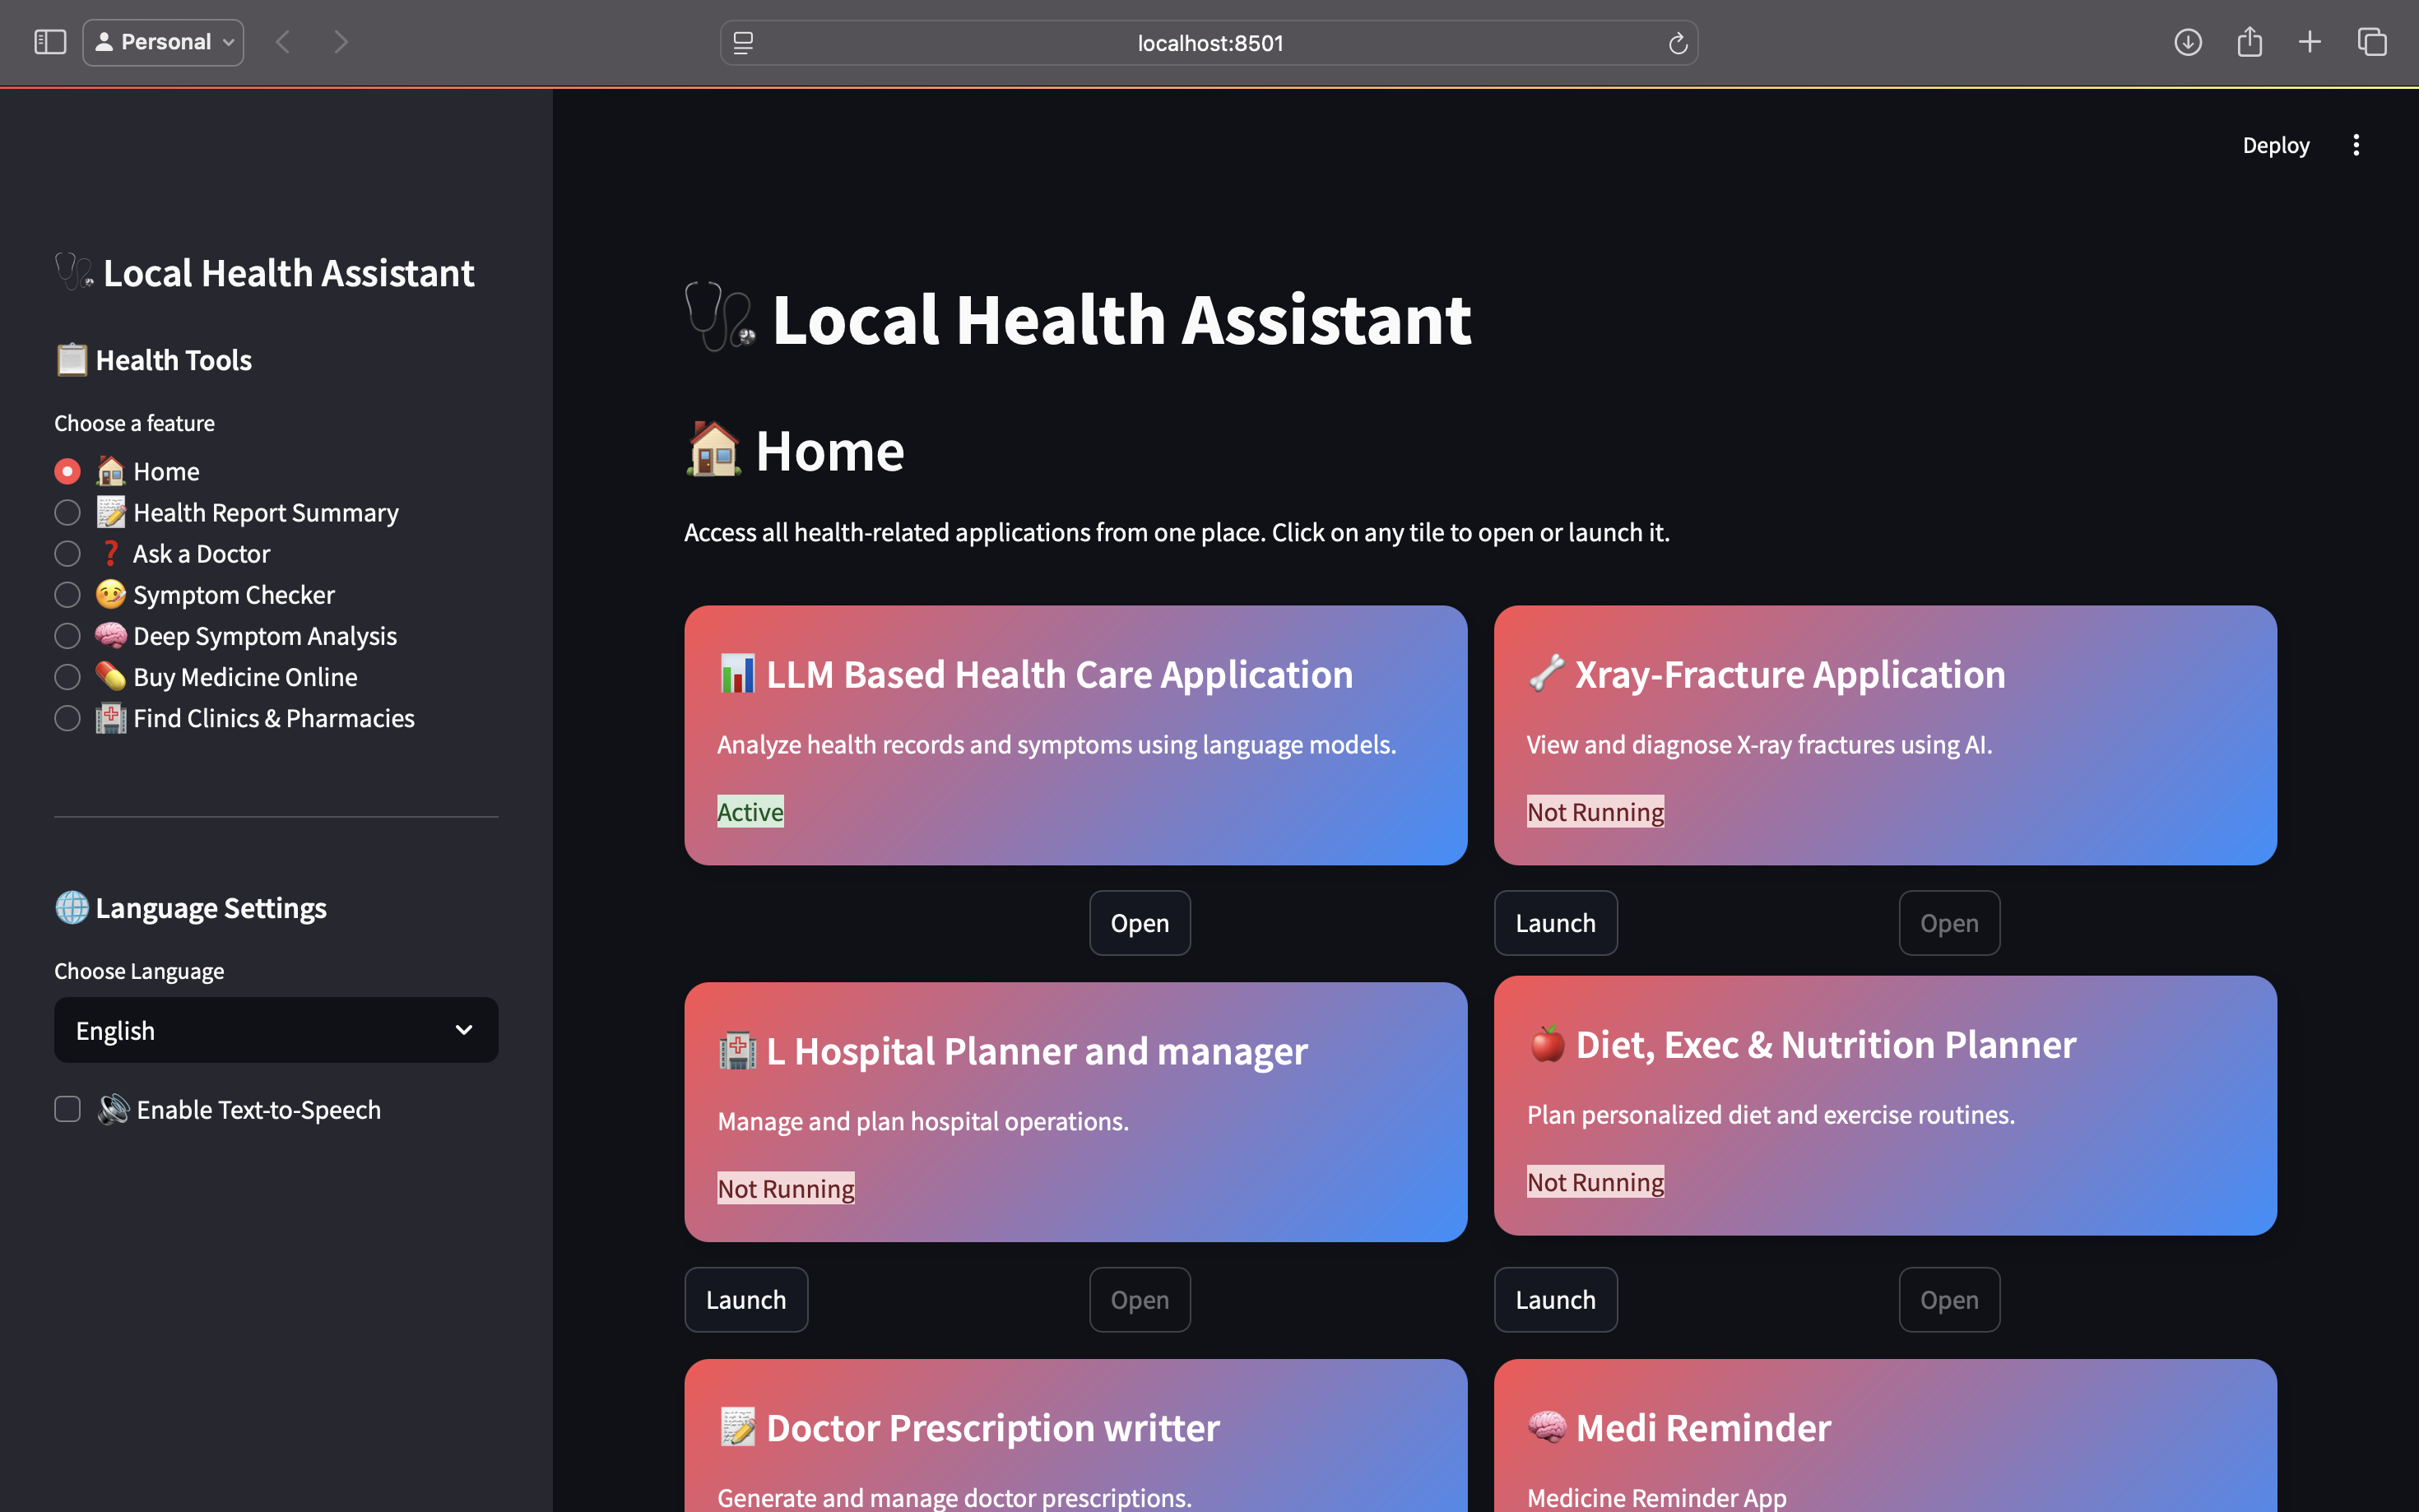 Personal
localhost:8501
Deploy
Local Health Assistant
Health Tools
Choose a feature
Home
Health Report Summary
Ask a Doctor
Symptom Checker
Deep Symptom Analysis
Buy Medicine Online
Find Clinics & Pharmacies
Language Settings
Choose Language
English
Enable Text-to-Speech
Local Health Assistant
Home
Access all health-related applications from one place. Click on any tile to open or launch it.
LLM Based Health Care Application
Analyze health records and symptoms using language models.
Active
Open
Xray-Fracture Application
View and diagnose X-ray fractures using AI.
Not Running
Launch
Open
L Hospital Planner and manager
Manage and plan hospital operations.
Not Running
Launch
Open
Diet, Exec & Nutrition Planner
Plan personalized diet and exercise routines.
Not Running
Launch
Open
Doctor Prescription writter
Generate and manage doctor prescriptions.
Medi Reminder
Medicine Reminder App